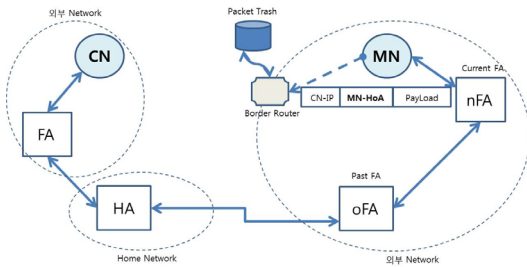 외부 Network
CN
FA
HA
Home Network
Packet Trash
Border Router
MN
CN-IP MN-HoA PayLoad
Current FA
nFA
Past FA
oFA
외부 Network